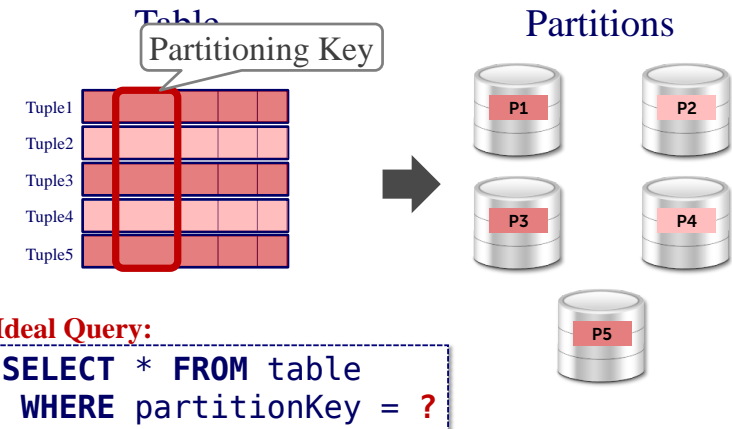 Table
Partitioning Key
Partitions
Tuple1
Tuple2
Tuple3
Tuple4
Tuple5
P1
P2
P3
P4
P5
Ideal Query:
SELECT * FROM table
WHERE partitionKey = ?